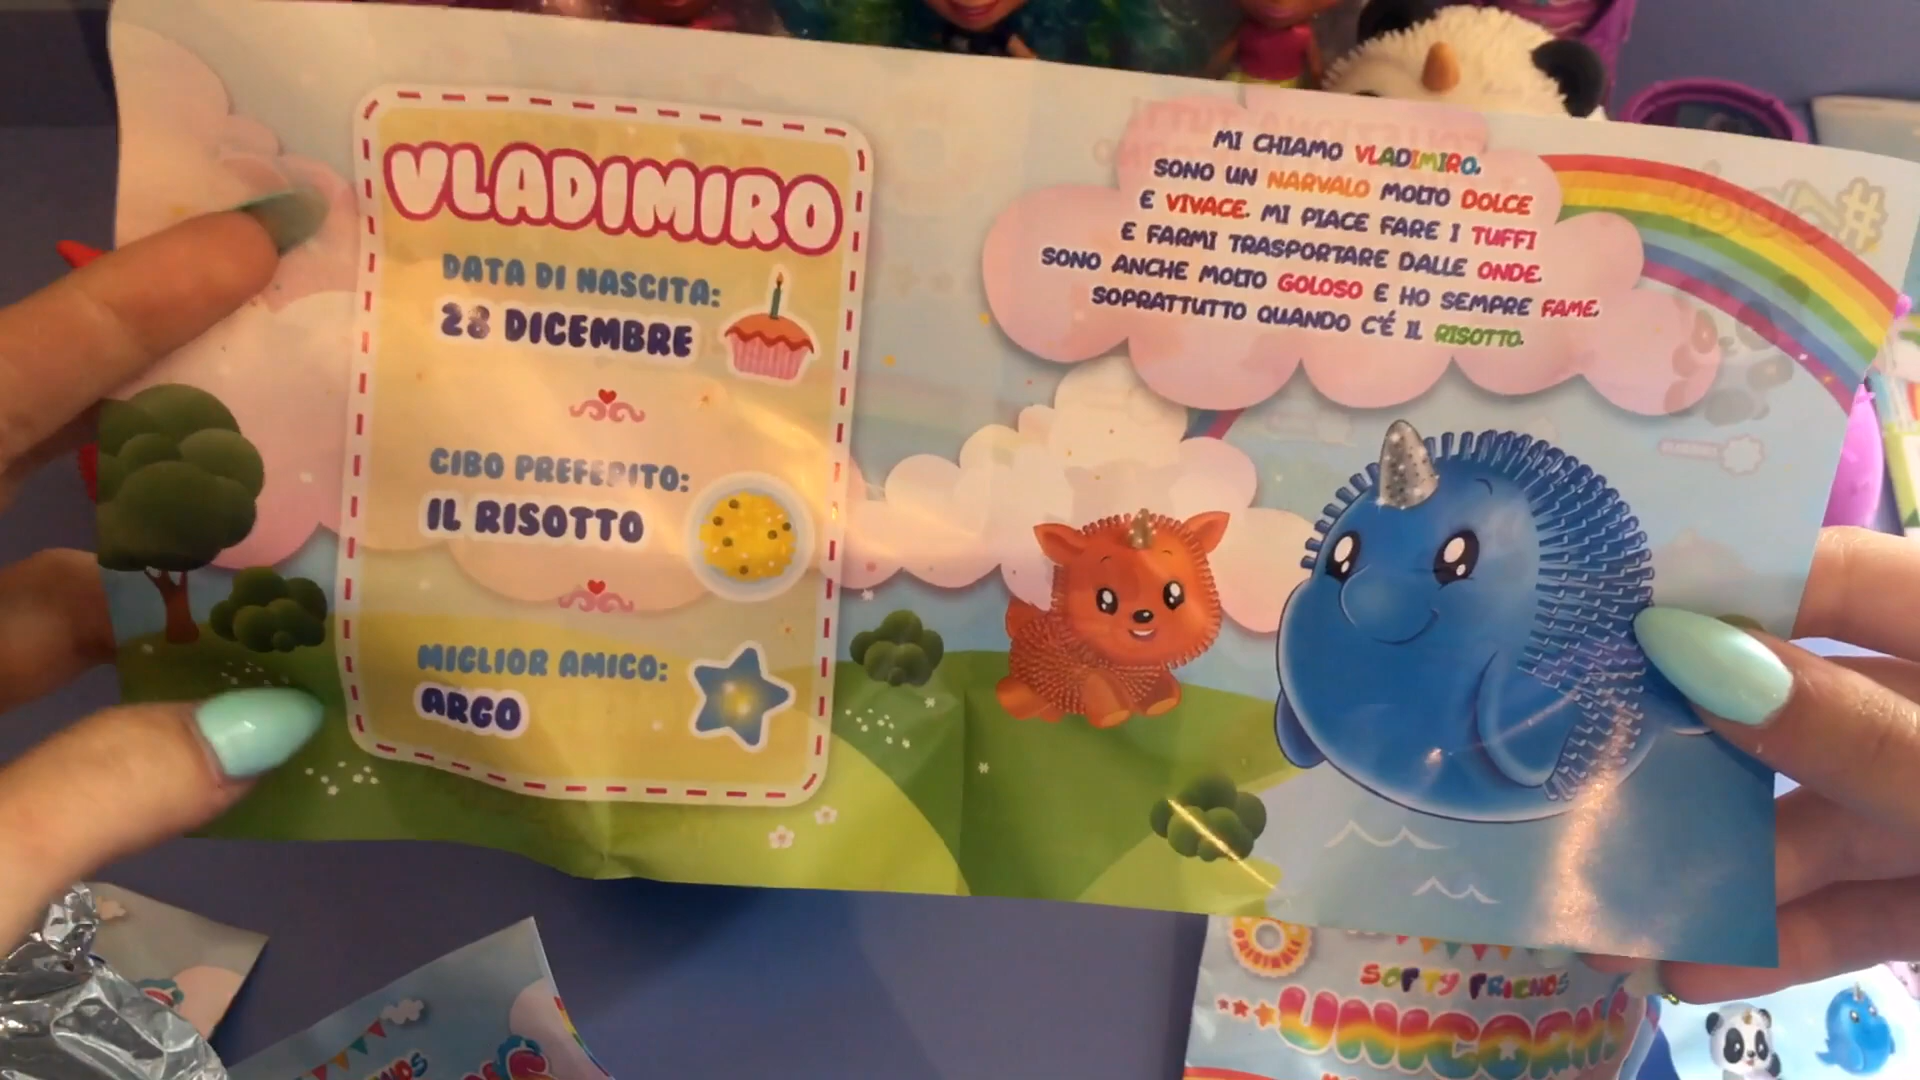 VLADIMIRO
DATA DI NASCITA:
28 DICEMBRE
CIBO PREFERITO:
IL RISOTTO
MIGLIOR AMICO:
ARGO
MI CHIAMO VLADIMIRO.
SONO UN NARVALO MOLTO DOLCE
E VIVACE. MI PIACE FARE I TUFFI
E FARMI TRASPORTARE DALLE ONDE.
SONO ANCHE MOLTO GOLOSO E HO SEMPRE FAME,
SOPRATTUTTO QUANDO C'É IL RISOTTO.
ORIGINALE
SOFTY FRIENDS
UNICORNS